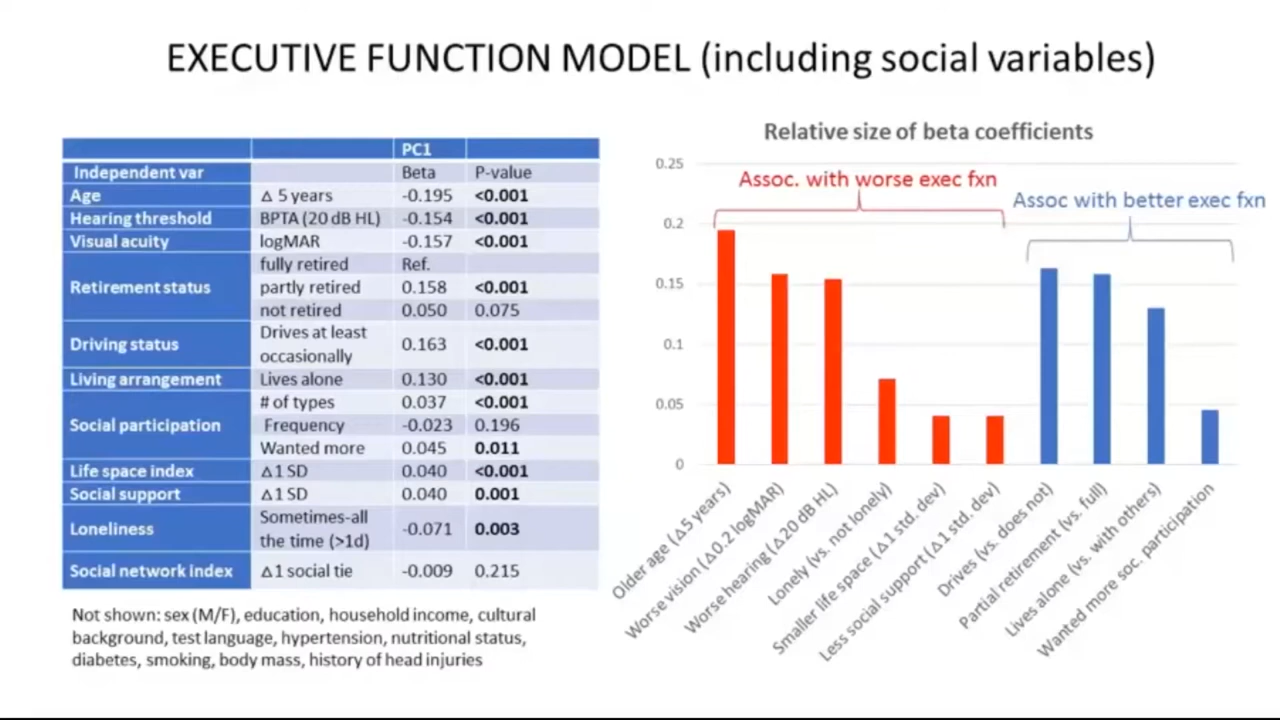 EXECUTIVE FUNCTION MODEL (including social variables)
PC1
Independent var Beta P-value
Age Δ 5 years -0.195 <0.001
Hearing threshold BPTA (20 dB HL) -0.154 <0.001
Visual acuity logMAR -0.157 <0.001
Retirement status fully retired Ref.
partly retired 0.158 <0.001
not retired 0.050 0.075
Driving status Drives at least
occasionally 0.163 <0.001
Living arrangement Lives alone 0.130 <0.001
Social participation # of types 0.037 <0.001
Frequency -0.023 0.196
Wanted more 0.045 0.011
Life space index Δ1 SD 0.040 <0.001
Social support Δ1 SD 0.040 0.001
Loneliness Sometimes-all
the time (>1d) -0.071 0.003
Social network index Δ1 social tie -0.009 0.215
Not shown: sex (M/F), education, household income, cultural
background, test language, hypertension, nutritional status,
diabetes, smoking, body mass, history of head injuries
Relative size of beta coefficients
Assoc. with worse exec fxn
Assoc with better exec fxn
0.25
0.2
0.15
0.1
0.05
0
Older age (Δ5 years)
Worse vision (Δ0.2 logMAR)
Worse hearing (Δ20 dB HL)
Lonely (vs. not lonely)
Smaller life space (Δ1 std. dev)
Less social support (Δ1 std. dev)
Drives (vs. does not)
Partial retirement (vs. full)
Lives alone (vs. with others)
Wanted more soc. participation